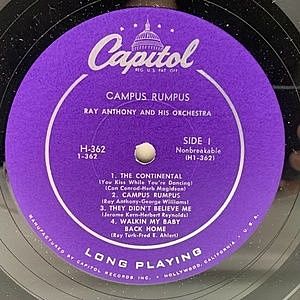 Capitol
REG. U.S. PAT. OFF.
CAMPUS RUMPUS
RAY ANTHONY AND HIS ORCHESTRA
H-362
1-362
SIDE 1
Nonbreakable
(H1-362)
1. THE CONTINENTAL
(You Kiss While You're Dancing)
(Con Conrad-Herb Magidson)
2. CAMPUS RUMPUS
(Ray Anthony-George Williams)
3. THEY DIDN'T BELIEVE ME
(Jerome Kern-Herbert Reynolds)
4. WALKIN MY BABY
BACK HOME
(Roy Turk-Fred E. Ahlert)
LONG PLAYING
MANUFACTURED BY CAPITOL RECORDS INC. • HOLLYWOOD, CALIFORNIA, U.S.A.